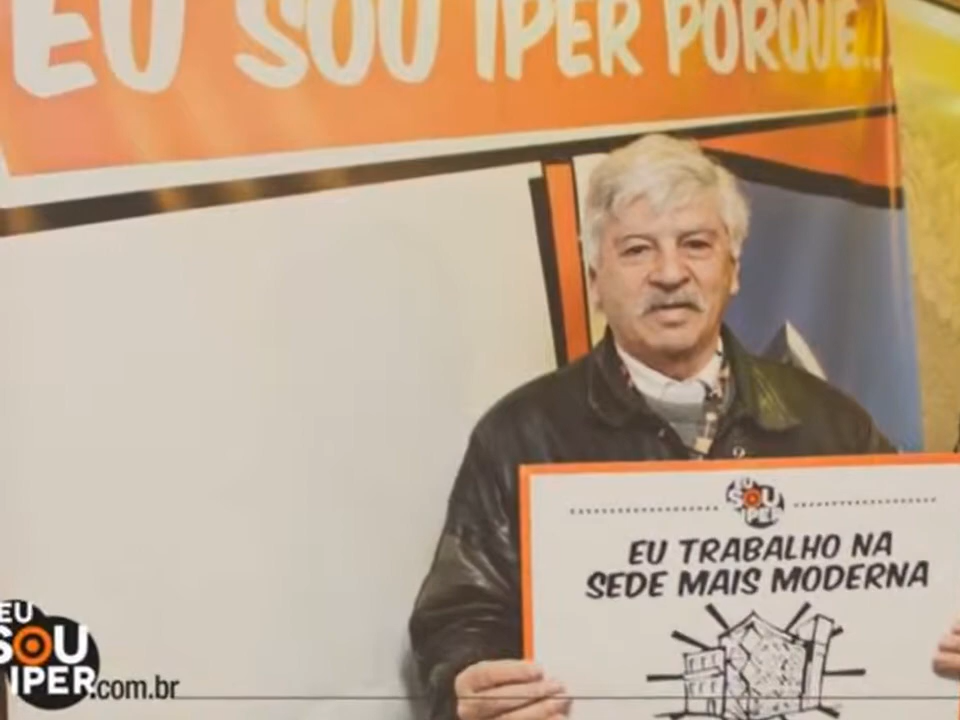 EU SOU IPER PORQUE...
EU
SOU
IPER
EU TRABALHO NA
SEDE MAIS MODERNA
EU
SOU
IPER.com.br